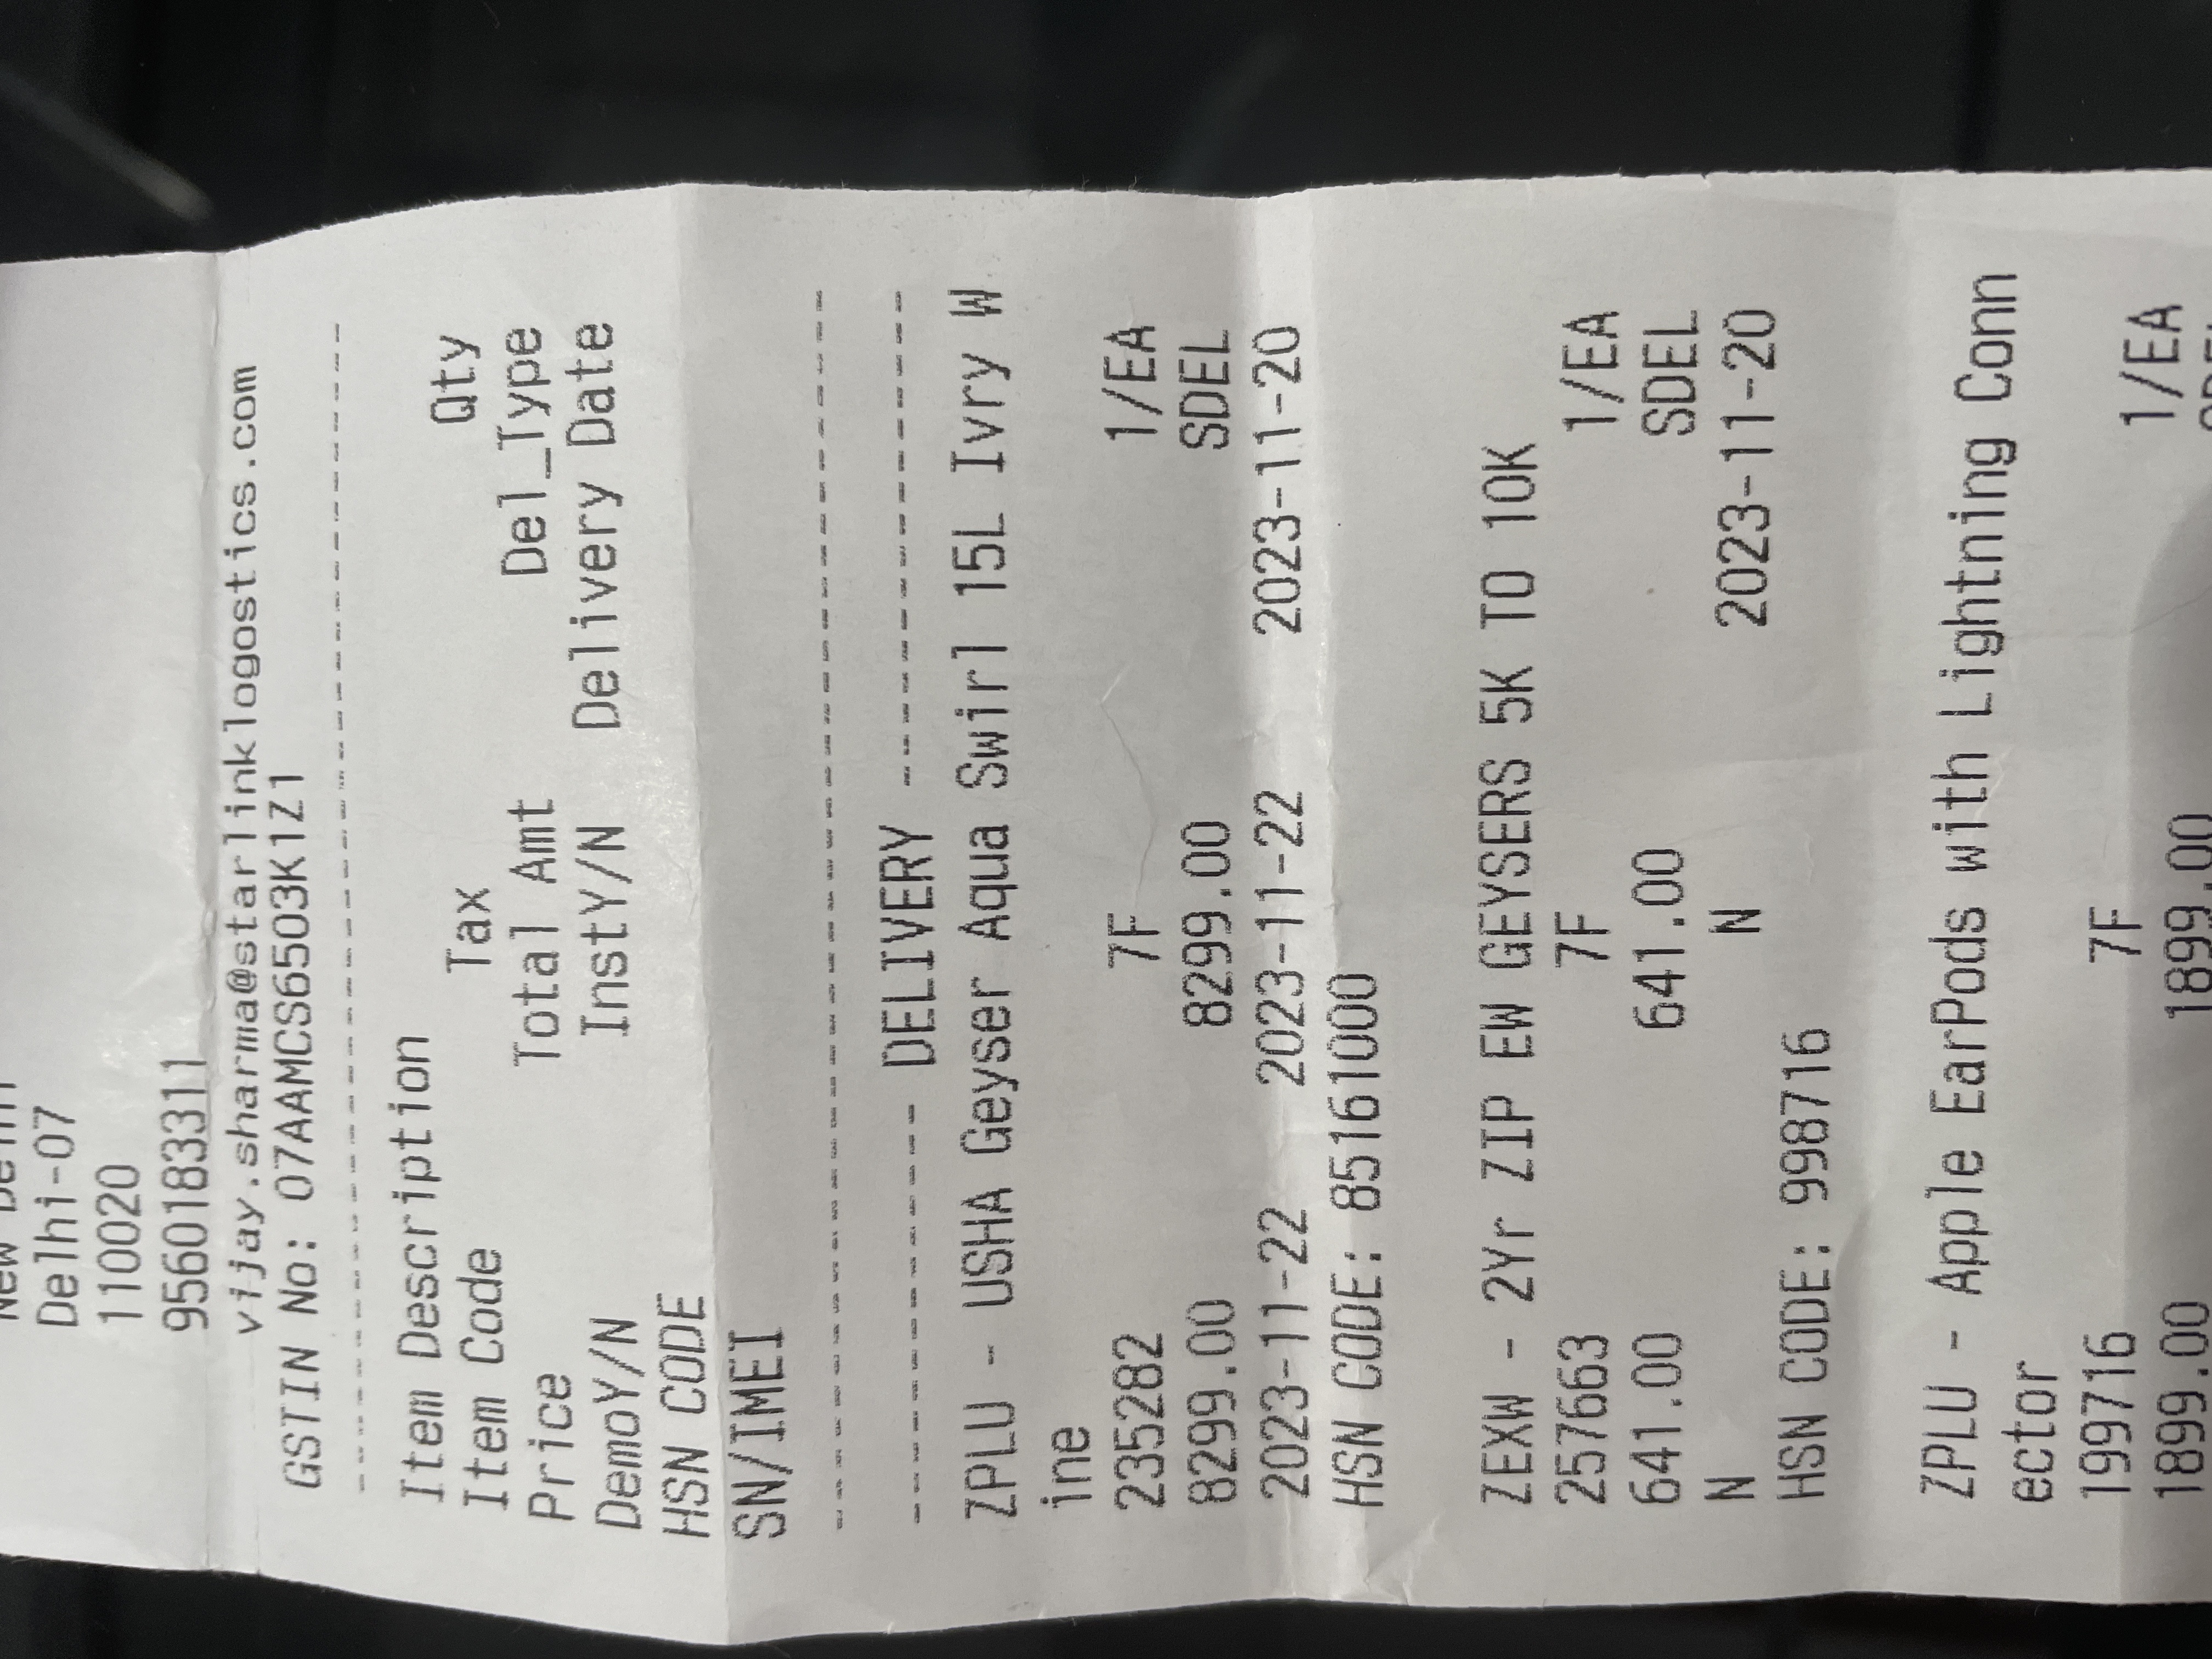 New Delhi
Delhi-07
110020
9560183311
vijay.sharma@starlinklogostics.com
GSTIN No: 07AAMCS6503K1Z1
------------------------------------------------
Item Description
Item Code Tax Qty
Price Total Amt Del_Type
DemoY/N InstY/N Delivery Date
HSN CODE
SN/IMEI
------------------------------------------------
----------------- DELIVERY --------------------
ZPLU - USHA Geyser Aqua Swirl 15L Ivry W
ine
235282 7F 1/EA
8299.00 8299.00 SDEL
2023-11-22 2023-11-22 2023-11-20
HSN CODE: 85161000
ZEXW - 2Yr ZIP EW GEYSERS 5K TO 10K
257663 7F 1/EA
641.00 641.00 SDEL
N N 2023-11-20
HSN CODE: 998716
ZPLU - Apple EarPods with Lightning Conn
ector
199716 7F 1/EA
1899.00 1899.00